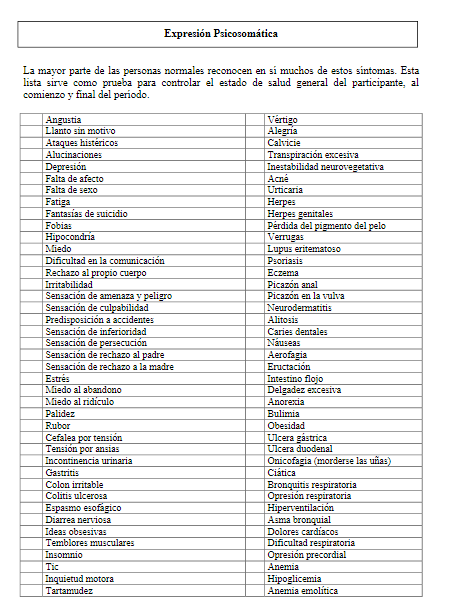 Expresión Psicosomática
La mayor parte de las personas normales reconocen en si muchos de estos síntomas. Esta
lista sirve como prueba para controlar el estado de salud general del participante, al
comienzo y final del periodo.
Angustia Vértigo
Llanto sin motivo Alegría
Ataques histéricos Calvicie
Alucinaciones Transpiración excesiva
Depresión Inestabilidad neurovegetativa
Falta de afecto Acné
Falta de sexo Urticaria
Fatiga Herpes
Fantasías de suicidio Herpes genitales
Fobias Pérdida del pigmento del pelo
Hipocondría Verrugas
Miedo Lupus eritematoso
Dificultad en la comunicación Psoriasis
Rechazo al propio cuerpo Eczema
Irritabilidad Picazón anal
Sensación de amenaza y peligro Picazón en la vulva
Sensación de culpabilidad Neurodermatitis
Predisposición a accidentes Alitosis
Sensación de inferioridad Caries dentales
Sensación de persecución Náuseas
Sensación de rechazo al padre Aerofagia
Sensación de rechazo a la madre Eructación
Estrés Intestino flojo
Miedo al abandono Delgadez excesiva
Miedo al ridículo Anorexia
Palidez Bulimia
Rubor Obesidad
Cefalea por tensión Ulcera gástrica
Tensión por ansias Ulcera duodenal
Incontinencia urinaria Onicofagia (morderse las uñas)
Gastritis Ciática
Colon irritable Bronquitis respiratoria
Colitis ulcerosa Opresión respiratoria
Espasmo esofágico Hiperventilación
Diarrea nerviosa Asma bronquial
Ideas obsesivas Dolores cardíacos
Temblores musculares Dificultad respiratoria
Insomnio Opresión precordial
Tic Anemia
Inquietud motora Hipoglicemia
Tartamudez Anemia emolítica